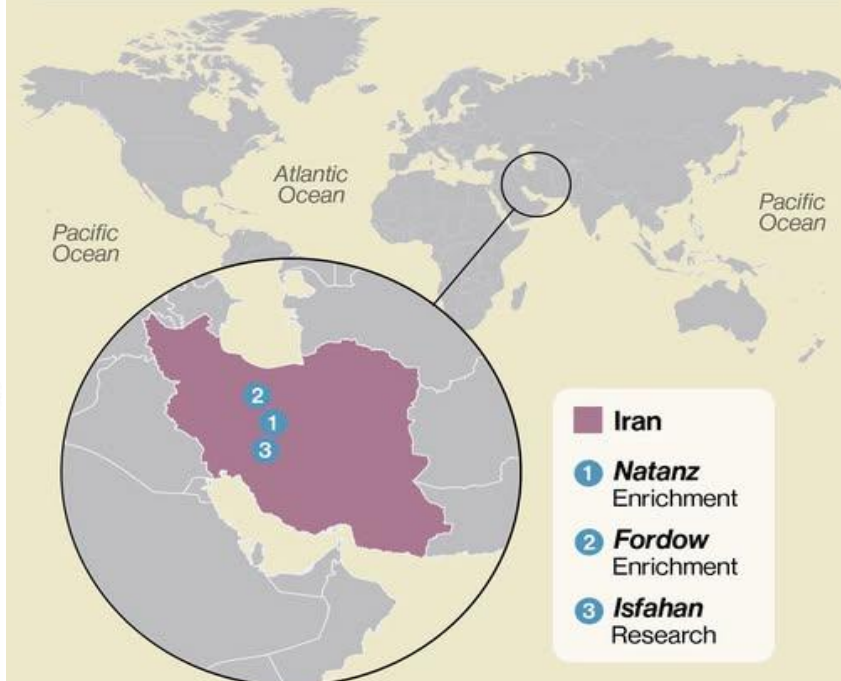 Atlantic
Ocean
Pacific
Ocean
Pacific
Ocean
2
1
3
Iran
1 Natanz
Enrichment
2 Fordow
Enrichment
3 Isfahan
Research